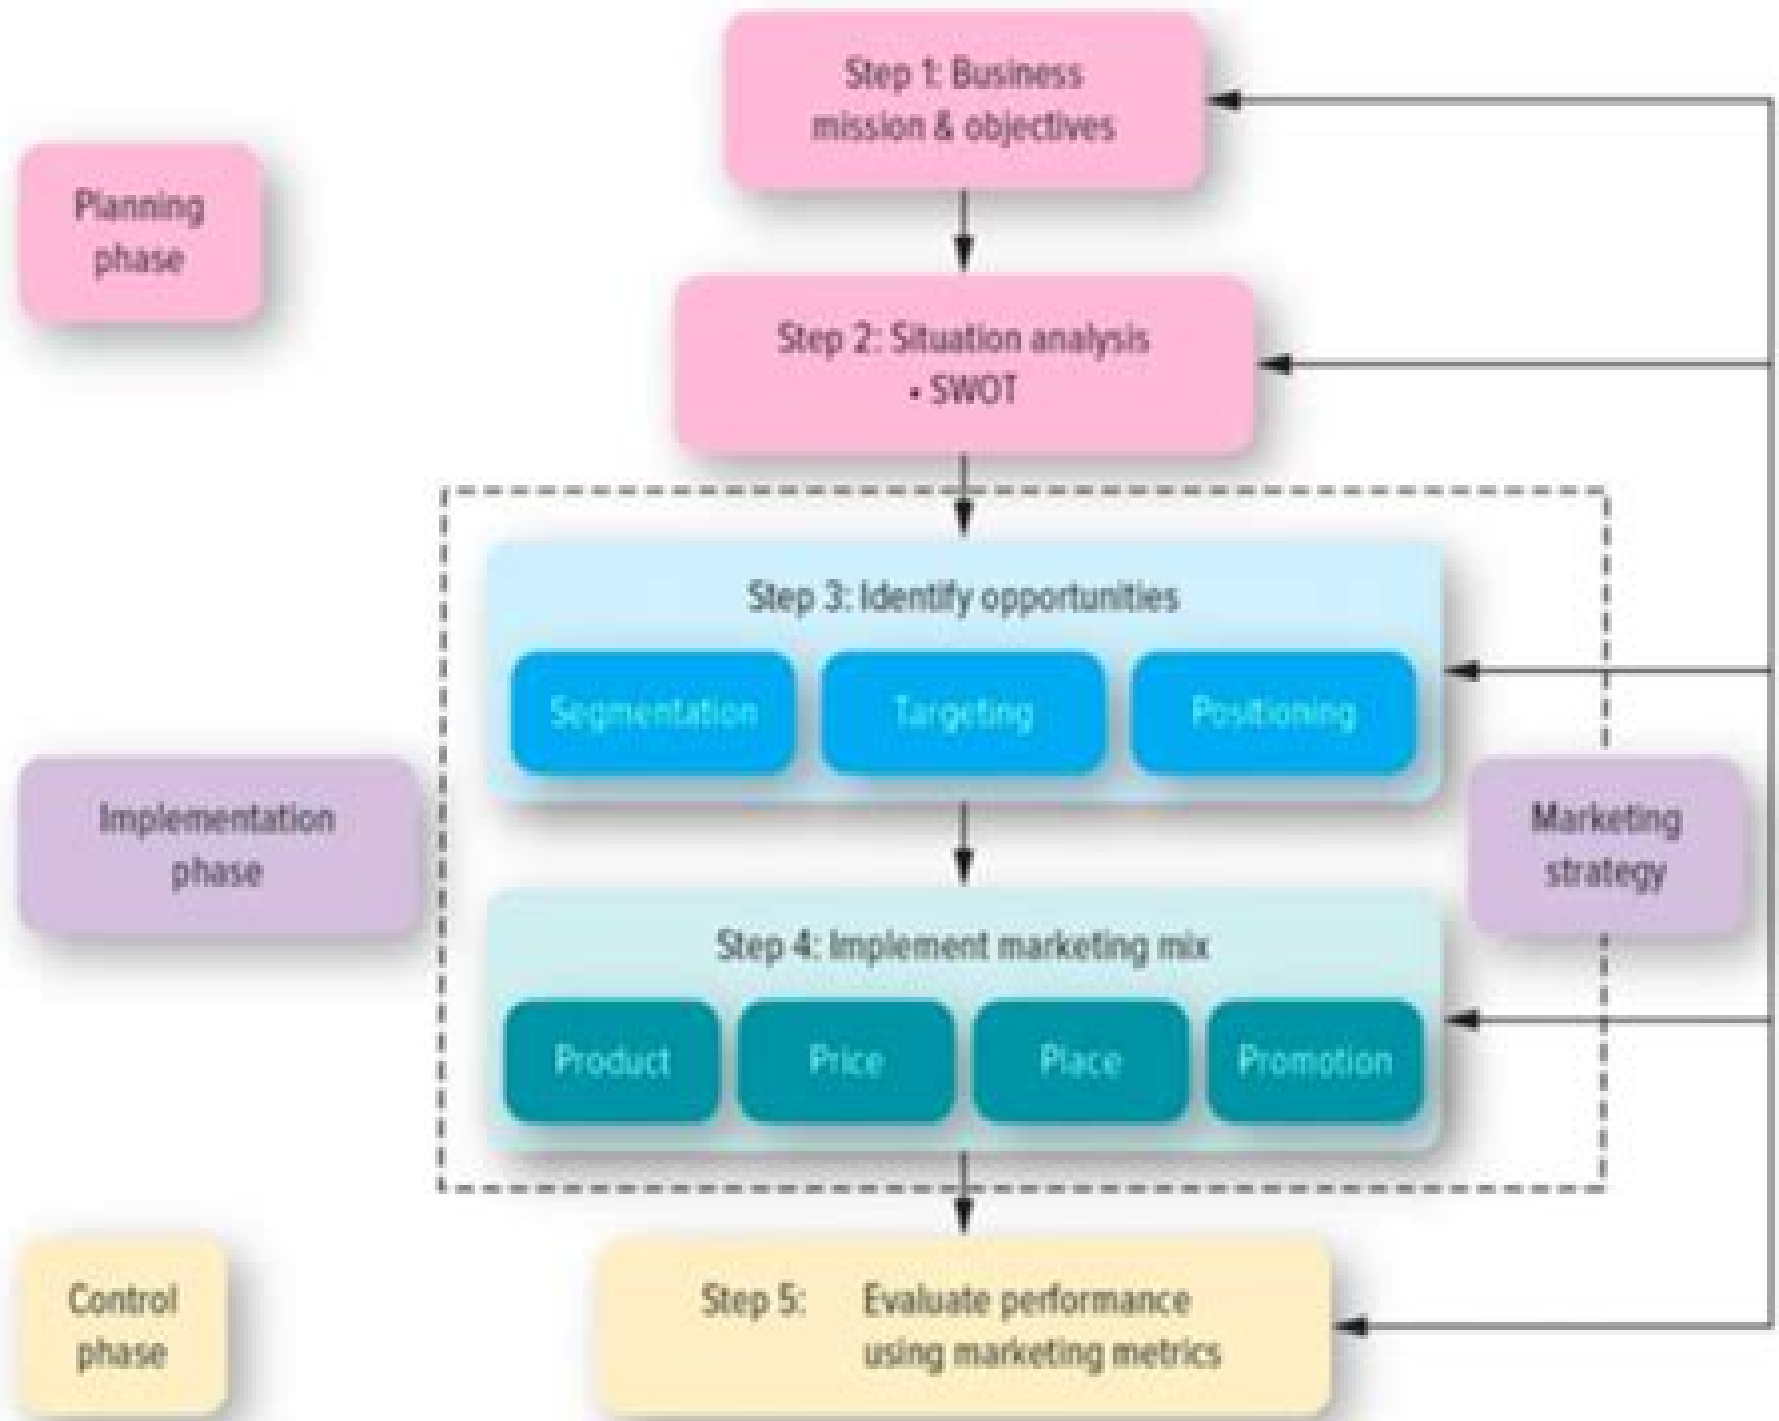 Step 1: Business
mission & objectives
Planning
phase
Step 2: Situation analysis
• SWOT
Step 3: Identify opportunities
Segmentation
Targeting
Positioning
Implementation
phase
Marketing
strategy
Step 4: Implement marketing mix
Product
Price
Place
Promotion
Control
phase
Step 5: Evaluate performance
using marketing metrics